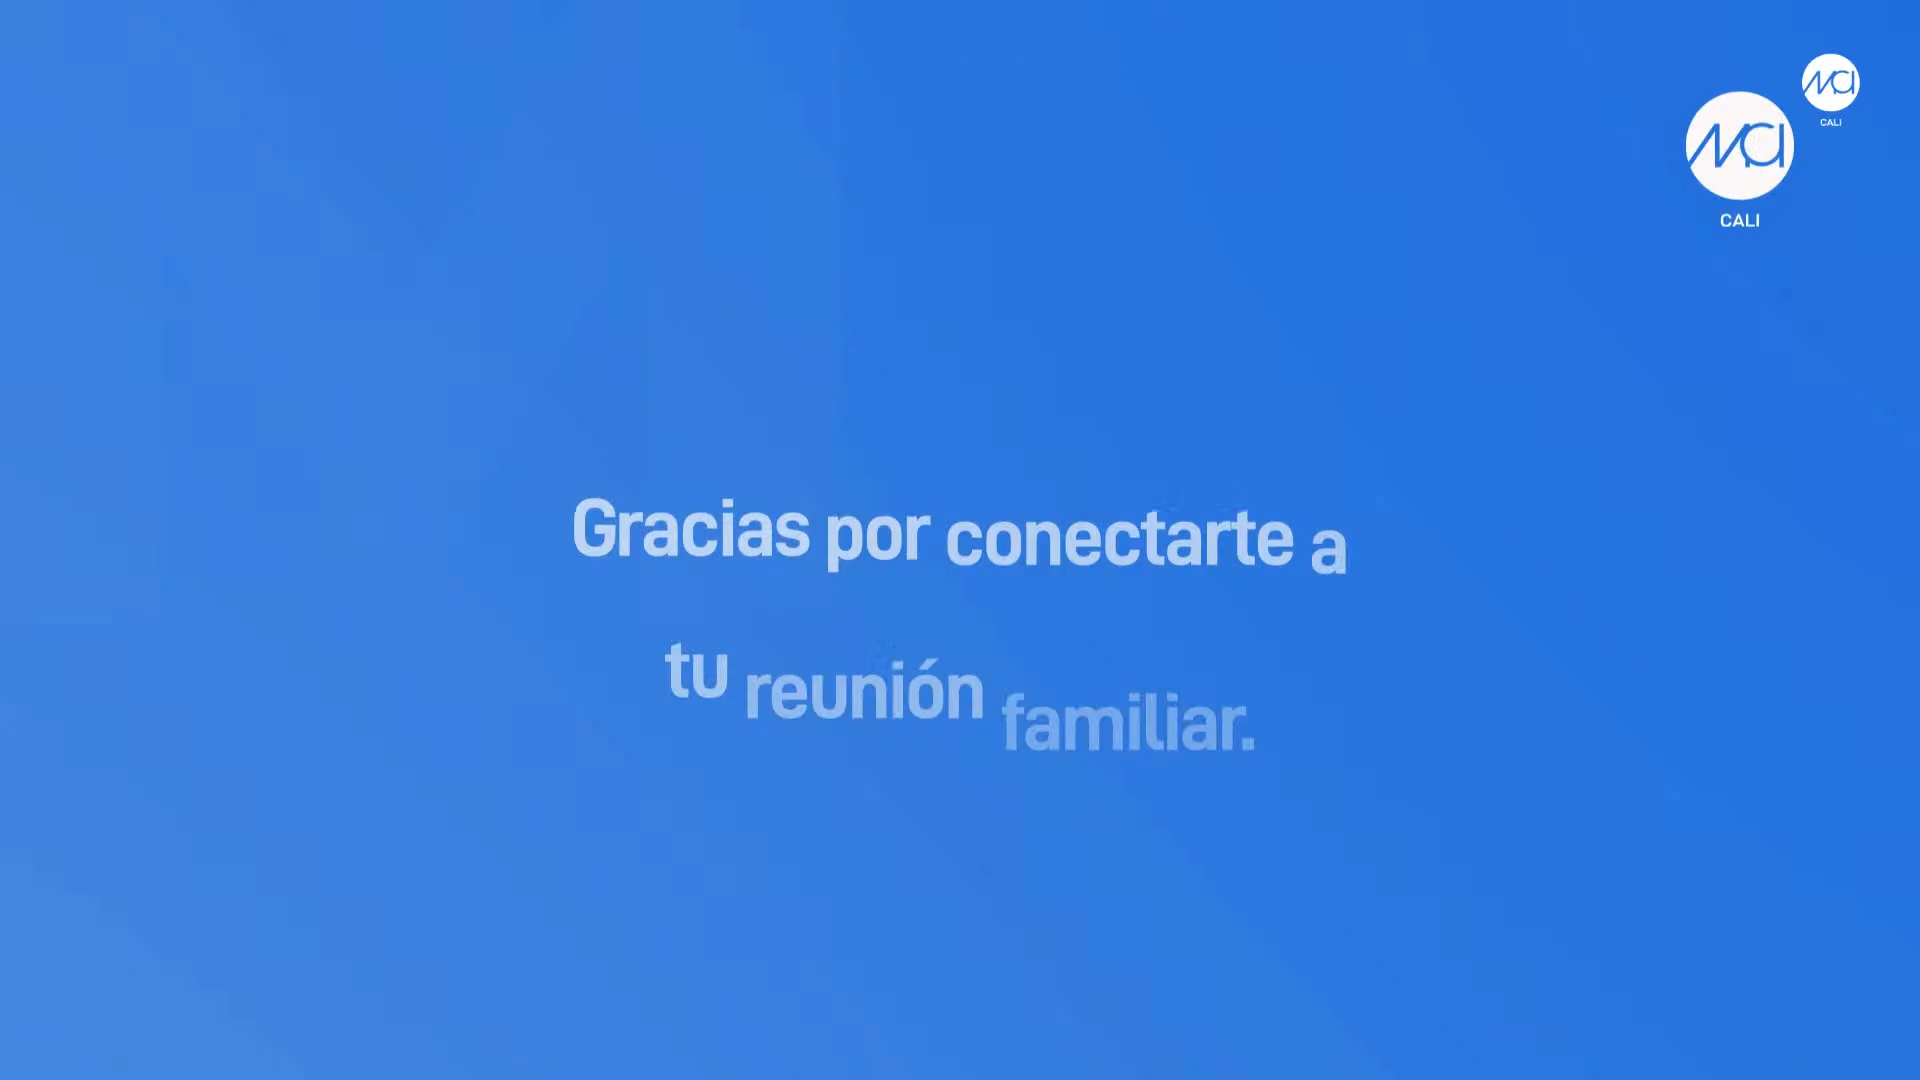 MCI
CALI
MCI
CALI
Gracias por conectarte a
tu reunión familiar.